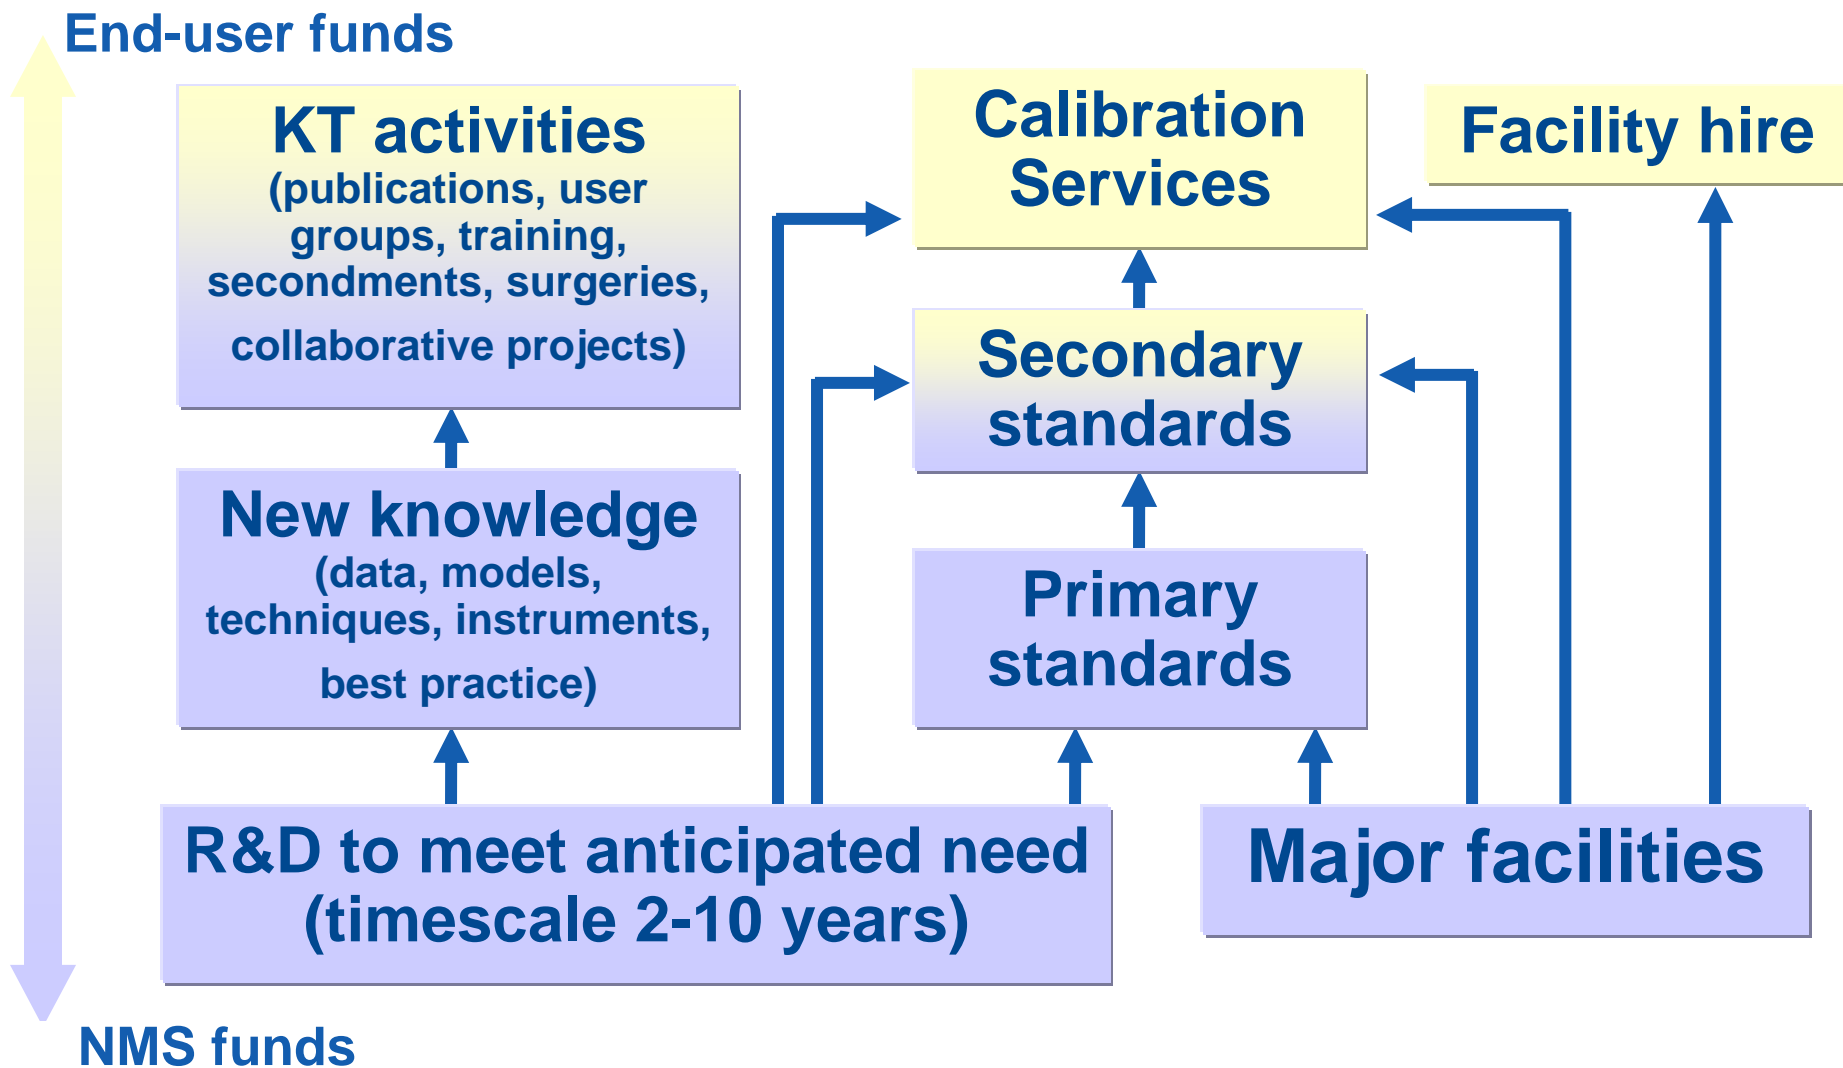 End-user funds
KT activities
(publications, user
groups, training,
secondments, surgeries,
collaborative projects)
Calibration
Services
Facility hire
Secondary
standards
New knowledge
(data, models,
techniques, instruments,
best practice)
Primary
standards
R&D to meet anticipated need
(timescale 2-10 years)
Major facilities
NMS funds